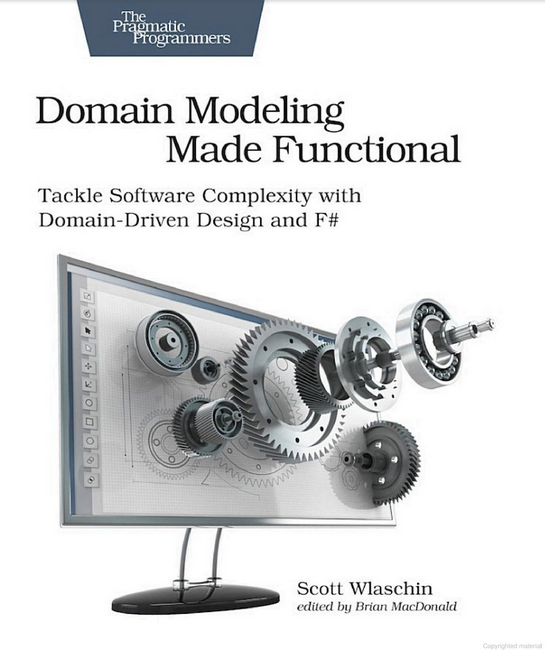 The
Pragmatic
Programmers
Domain Modeling
Made Functional
Tackle Software Complexity with
Domain-Driven Design and F#
Scott Wlaschin
edited by Brian MacDonald
Copyrighted material